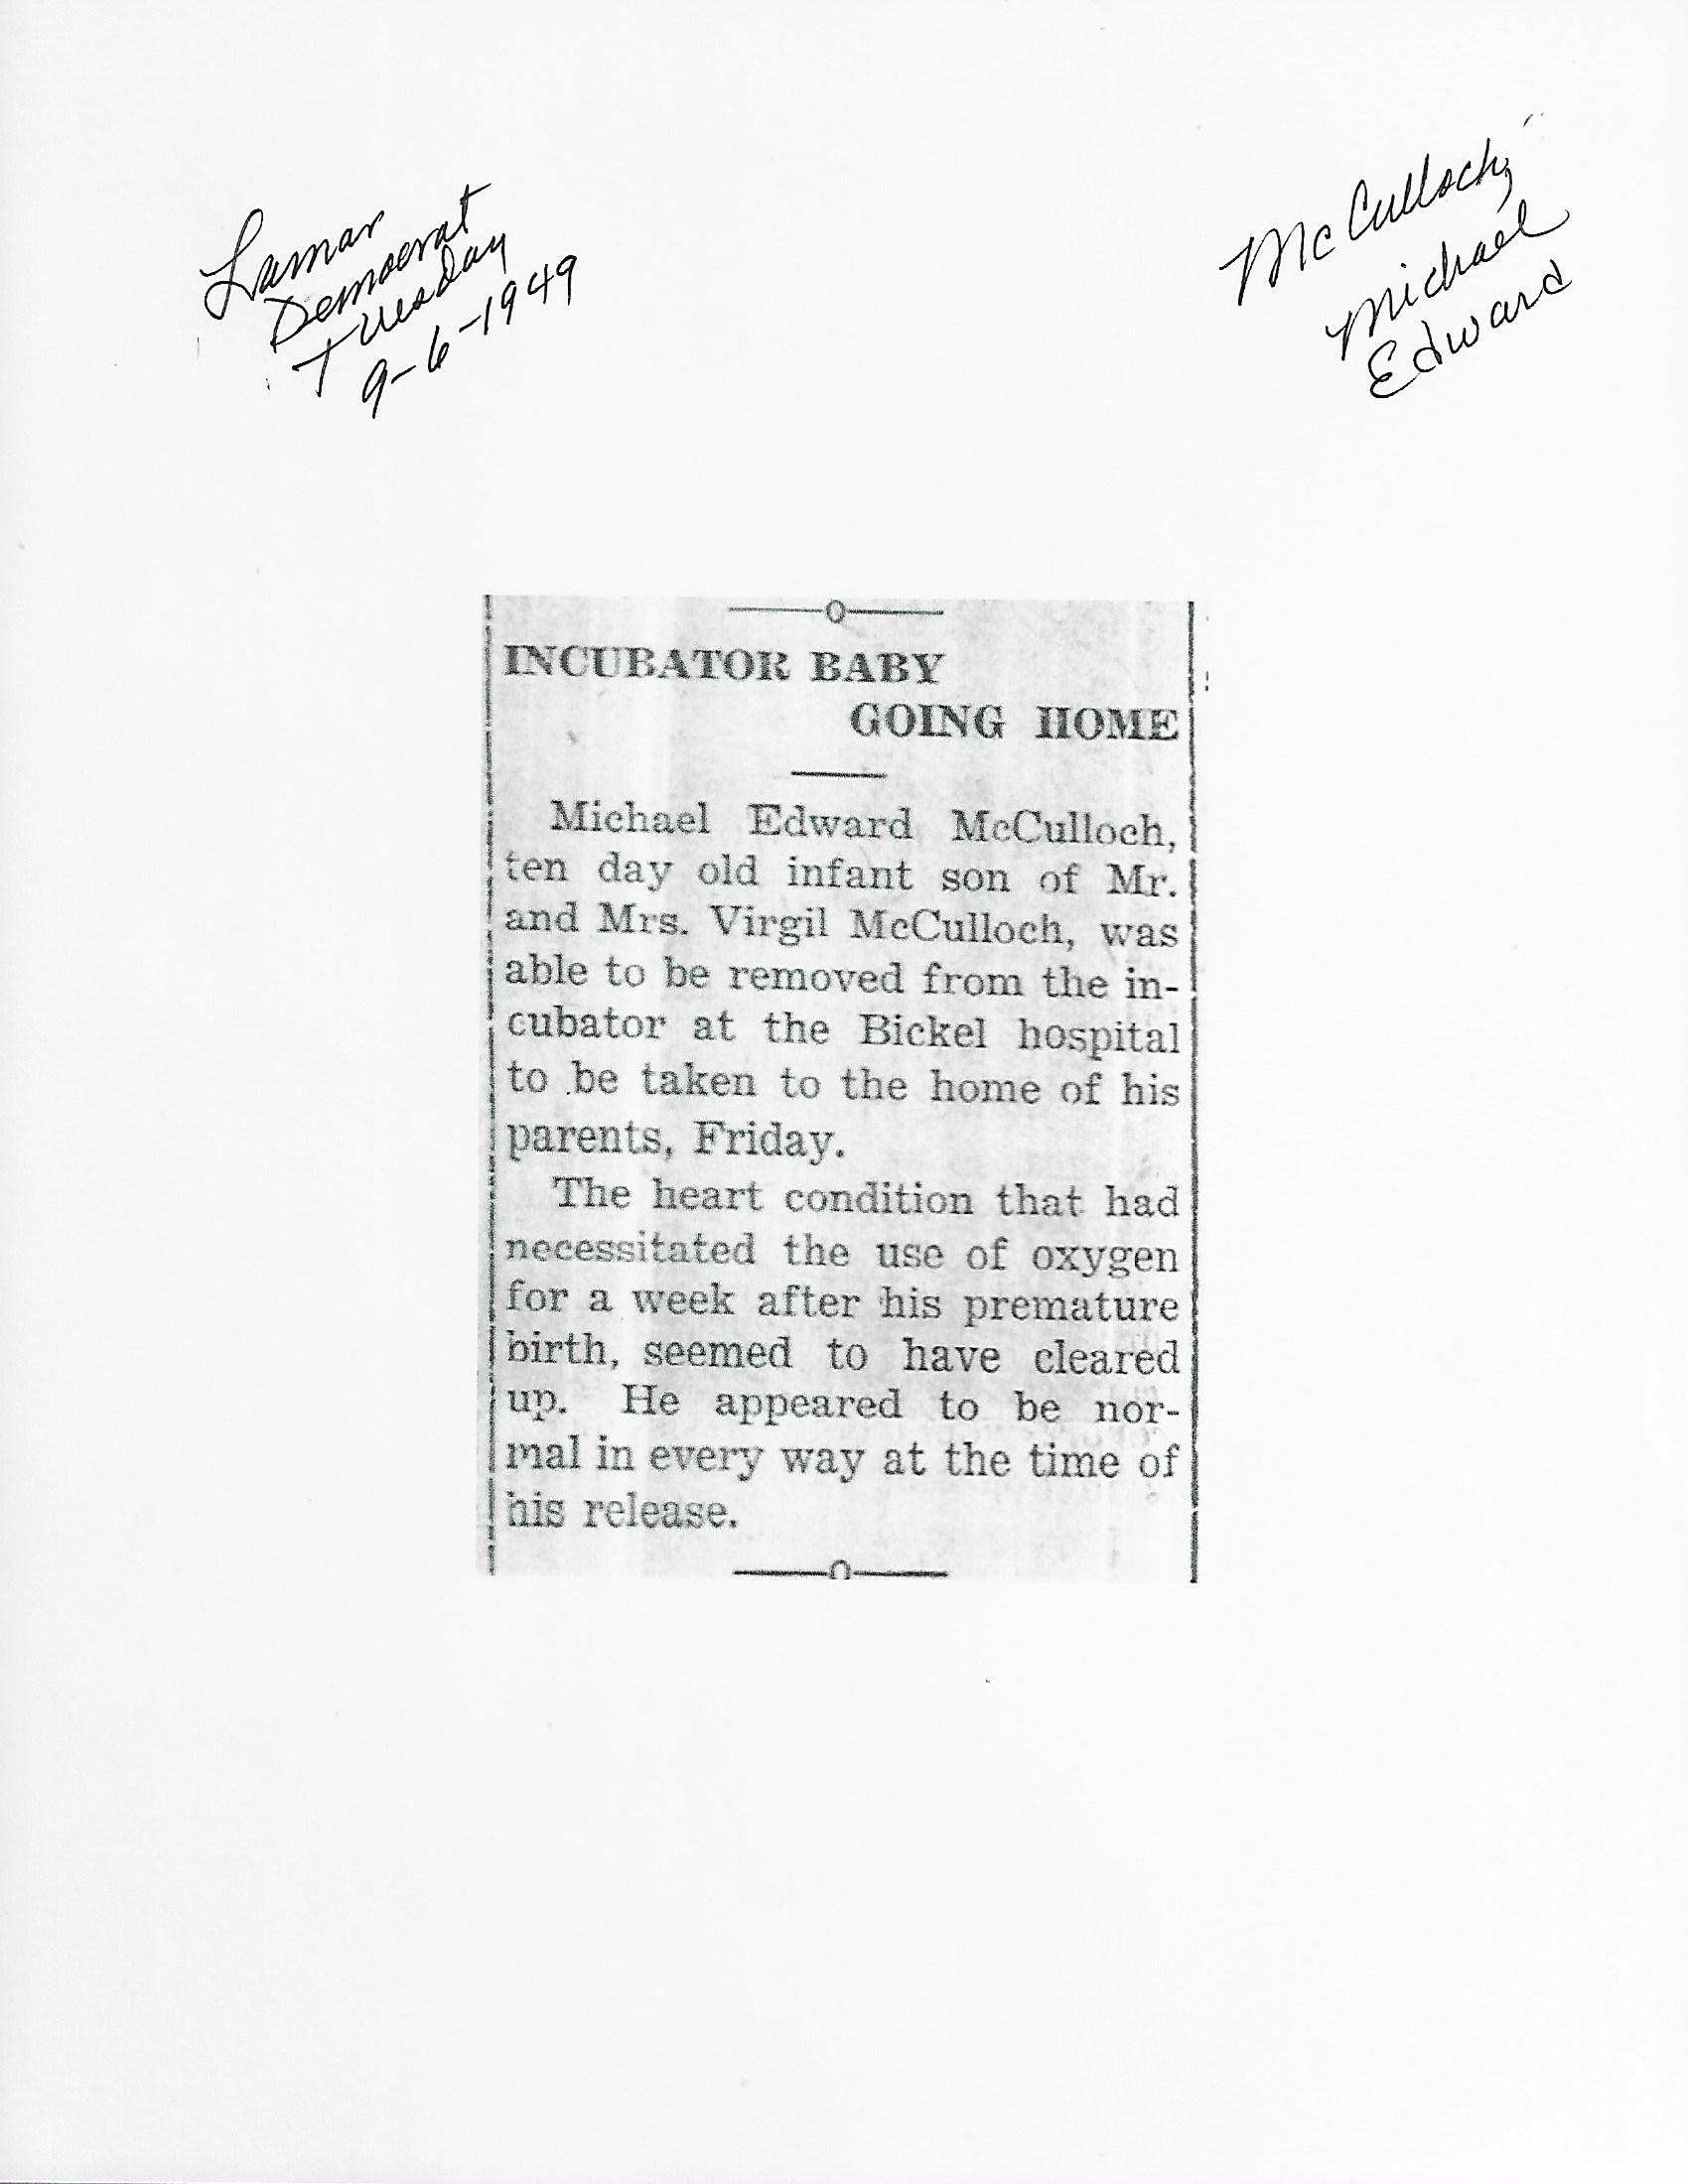 Lamar
Democrat
Tuesday
9-6-1949
McCulloch,
Michael
Edward
INCUBATOR BABY
GOING HOME
Michael Edward McCulloch,
ten day old infant son of Mr.
and Mrs. Virgil McCulloch, was
able to be removed from the in-
cubator at the Bickel hospital
to be taken to the home of his
parents, Friday.
The heart condition that had
necessitated the use of oxygen
for a week after his premature
birth, seemed to have cleared
up. He appeared to be nor-
mal in every way at the time of
his release.